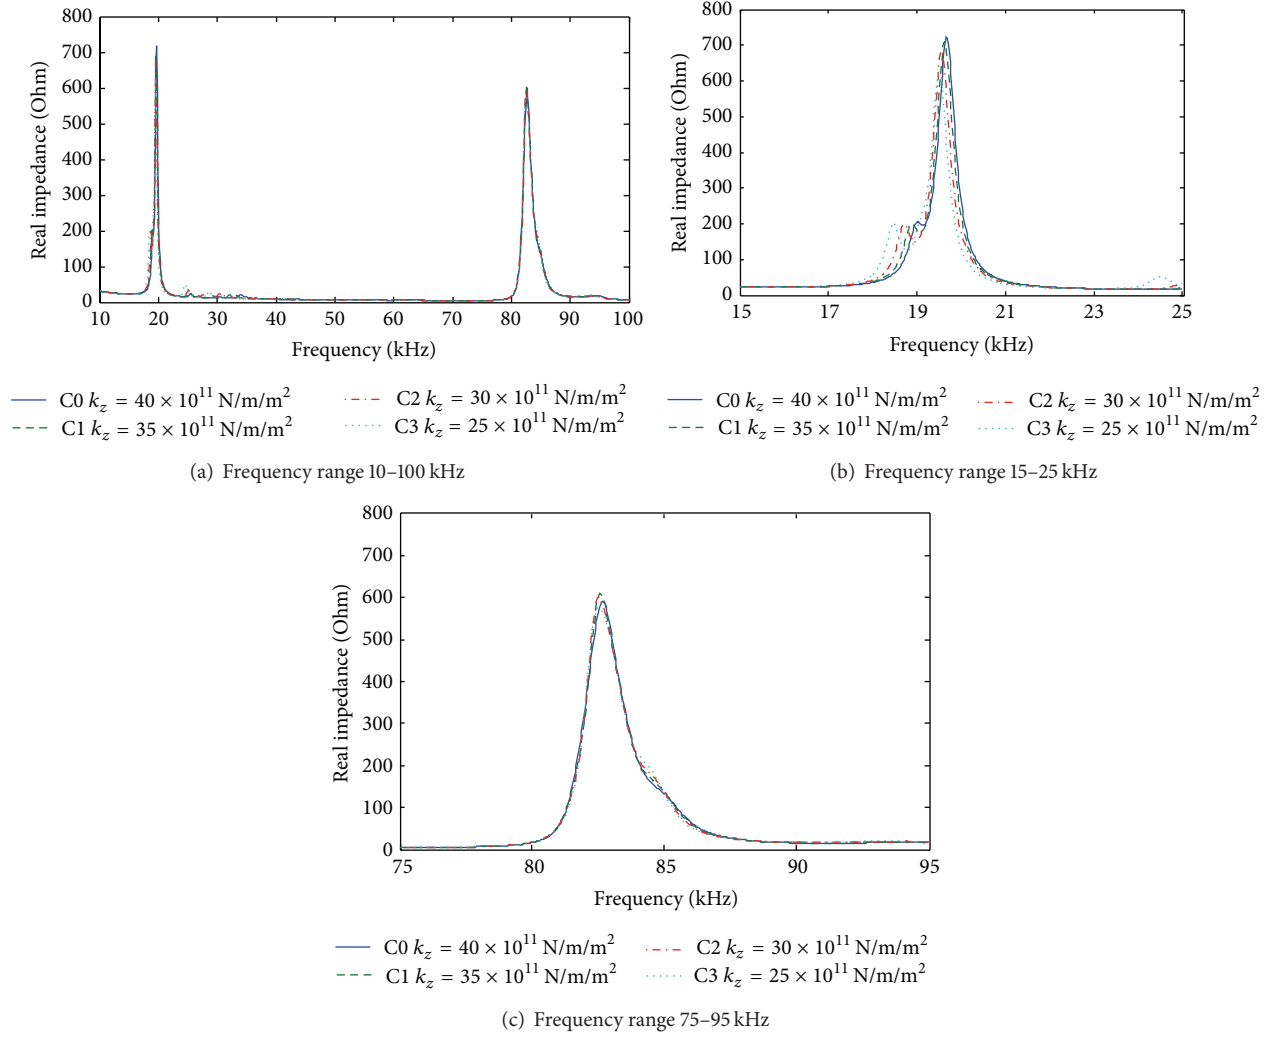 800
700
600
500
400
300
200
100
0
10 20 30 40 50 60 70 80 90 100
Real impedance (Ohm)
Frequency (kHz)
C0 k_z = 40 × 10^11 N/m/m^2
C1 k_z = 35 × 10^11 N/m/m^2
C2 k_z = 30 × 10^11 N/m/m^2
C3 k_z = 25 × 10^11 N/m/m^2
(a) Frequency range 10–100 kHz
800
700
600
500
400
300
200
100
0
15 17 19 21 23 25
Real impedance (Ohm)
Frequency (kHz)
C0 k_z = 40 × 10^11 N/m/m^2
C1 k_z = 35 × 10^11 N/m/m^2
C2 k_z = 30 × 10^11 N/m/m^2
C3 k_z = 25 × 10^11 N/m/m^2
(b) Frequency range 15–25 kHz
800
700
600
500
400
300
200
100
0
75 80 85 90 95
Real impedance (Ohm)
Frequency (kHz)
C0 k_z = 40 × 10^11 N/m/m^2
C1 k_z = 35 × 10^11 N/m/m^2
C2 k_z = 30 × 10^11 N/m/m^2
C3 k_z = 25 × 10^11 N/m/m^2
(c) Frequency range 75–95 kHz